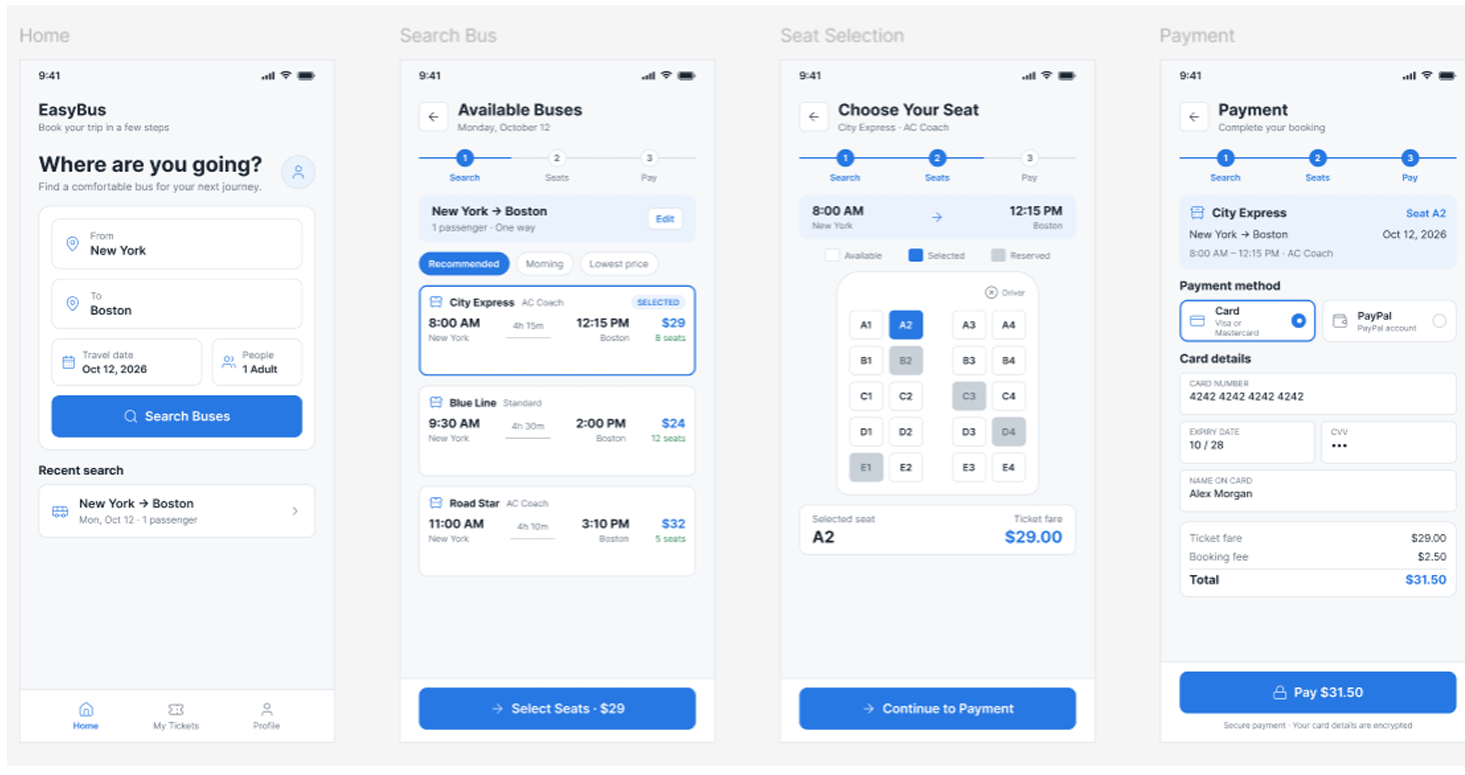 Home
9:41
EasyBus
Book your trip in a few steps
Where are you going?
Find a comfortable bus for your next journey.
From
New York
To
Boston
Travel date
Oct 12, 2026
People
1 Adult
Search Buses
Recent search
New York → Boston
Mon, Oct 12 · 1 passenger
Home
My Tickets
Profile
Search Bus
9:41
Available Buses
Monday, October 12
1
2
3
Search
Seats
Pay
New York → Boston
1 passenger · One way
Edit
Recommended
Morning
Lowest price
City Express AC Coach
SELECTED
8:00 AM
4h 15m
12:15 PM
$29
New York
Boston
8 seats
Blue Line Standard
9:30 AM
4h 30m
2:00 PM
$24
New York
Boston
12 seats
Road Star AC Coach
11:00 AM
4h 10m
3:10 PM
$32
New York
Boston
5 seats
→ Select Seats · $29
Seat Selection
9:41
Choose Your Seat
City Express · AC Coach
1
2
3
Search
Seats
Pay
8:00 AM
→
12:15 PM
New York
Boston
Available
Selected
Reserved
Driver
A1 A2 A3 A4
B1 B2 B3 B4
C1 C2 C3 C4
D1 D2 D3 D4
E1 E2 E3 E4
Selected seat
Ticket fare
A2
$29.00
→ Continue to Payment
Payment
9:41
Payment
Complete your booking
1
2
3
Search
Seats
Pay
City Express
Seat A2
New York → Boston
Oct 12, 2026
8:00 AM – 12:15 PM · AC Coach
Payment method
Card
Visa or
Mastercard
PayPal
PayPal account
Card details
CARD NUMBER
4242 4242 4242 4242
EXPIRY DATE
10 / 28
CVV
•••
NAME ON CARD
Alex Morgan
Ticket fare
$29.00
Booking fee
$2.50
Total
$31.50
Pay $31.50
Secure payment · Your card details are encrypted